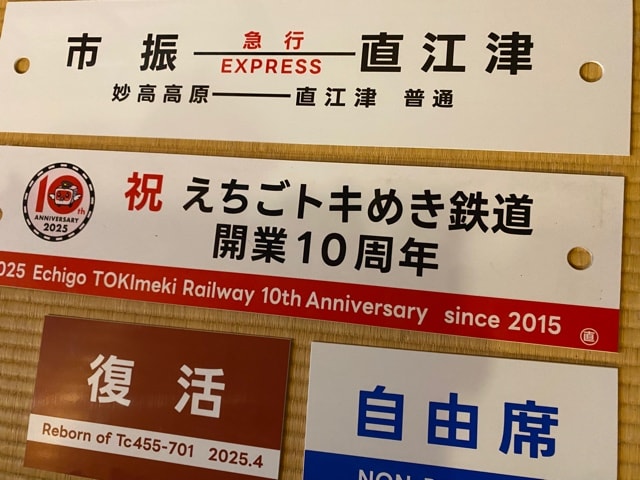 急行
市振 直江津
EXPRESS
妙高高原 直江津 普通
10th
ANNIVERSARY
2025
祝 えちごトキめき鉄道
開業10周年
2025 Echigo TOKImeki Railway 10th Anniversary since 2015
直
復活
Reborn of Tc455-701 2025.4
自由席